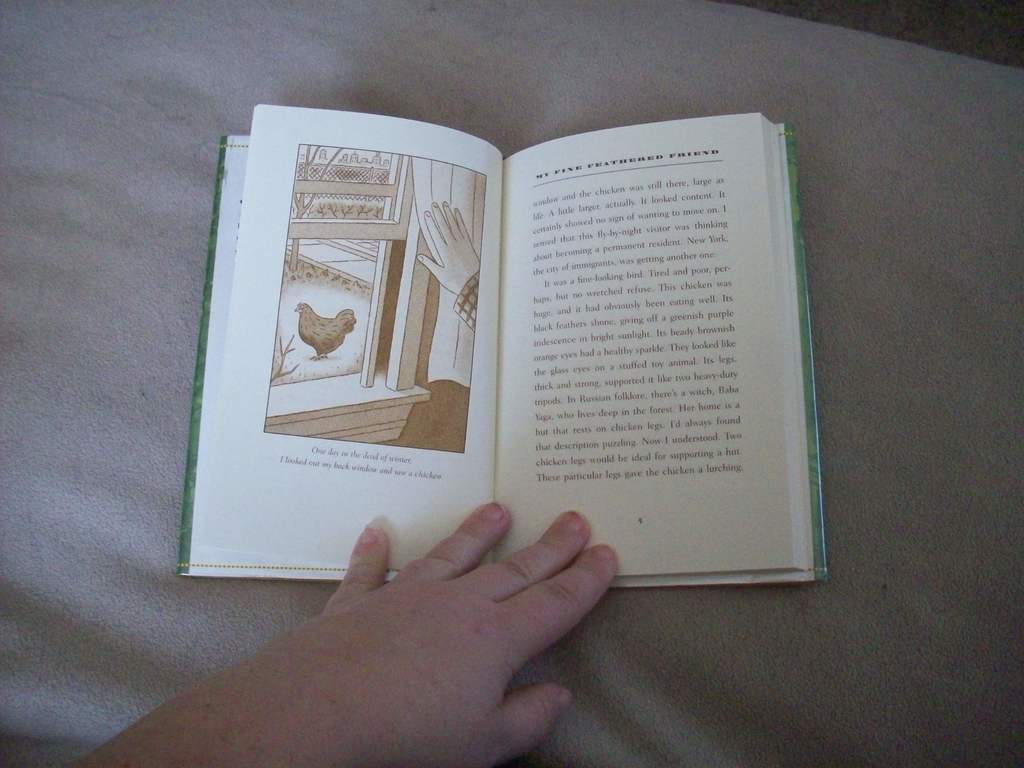 One day in the dead of winter,
I looked out my back window and saw a chicken.
MY FINE FEATHERED FRIEND
window and the chicken was still there, large as
life. A little larger, actually. It looked content. It
certainly showed no sign of wanting to move on. I
sensed that this fly-by-night visitor was thinking
about becoming a permanent resident. New York,
the city of immigrants, was getting another one.
It was a fine-looking bird. Tired and poor, per-
haps, but no wretched refuse. This chicken was
huge, and it had obviously been eating well. Its
black feathers shone, giving off a greenish purple
iridescence in bright sunlight. Its beady brownish
orange eyes had a healthy sparkle. They looked like
the glass eyes on a stuffed toy animal. Its legs,
thick and strong, supported it like two heavy-duty
tripods. In Russian folklore, there's a witch, Baba
Yaga, who lives deep in the forest. Her home is a
hut that rests on chicken legs. I'd always found
that description puzzling. Now I understood. Two
chicken legs would be ideal for supporting a hut.
These particular legs gave the chicken a lurching,